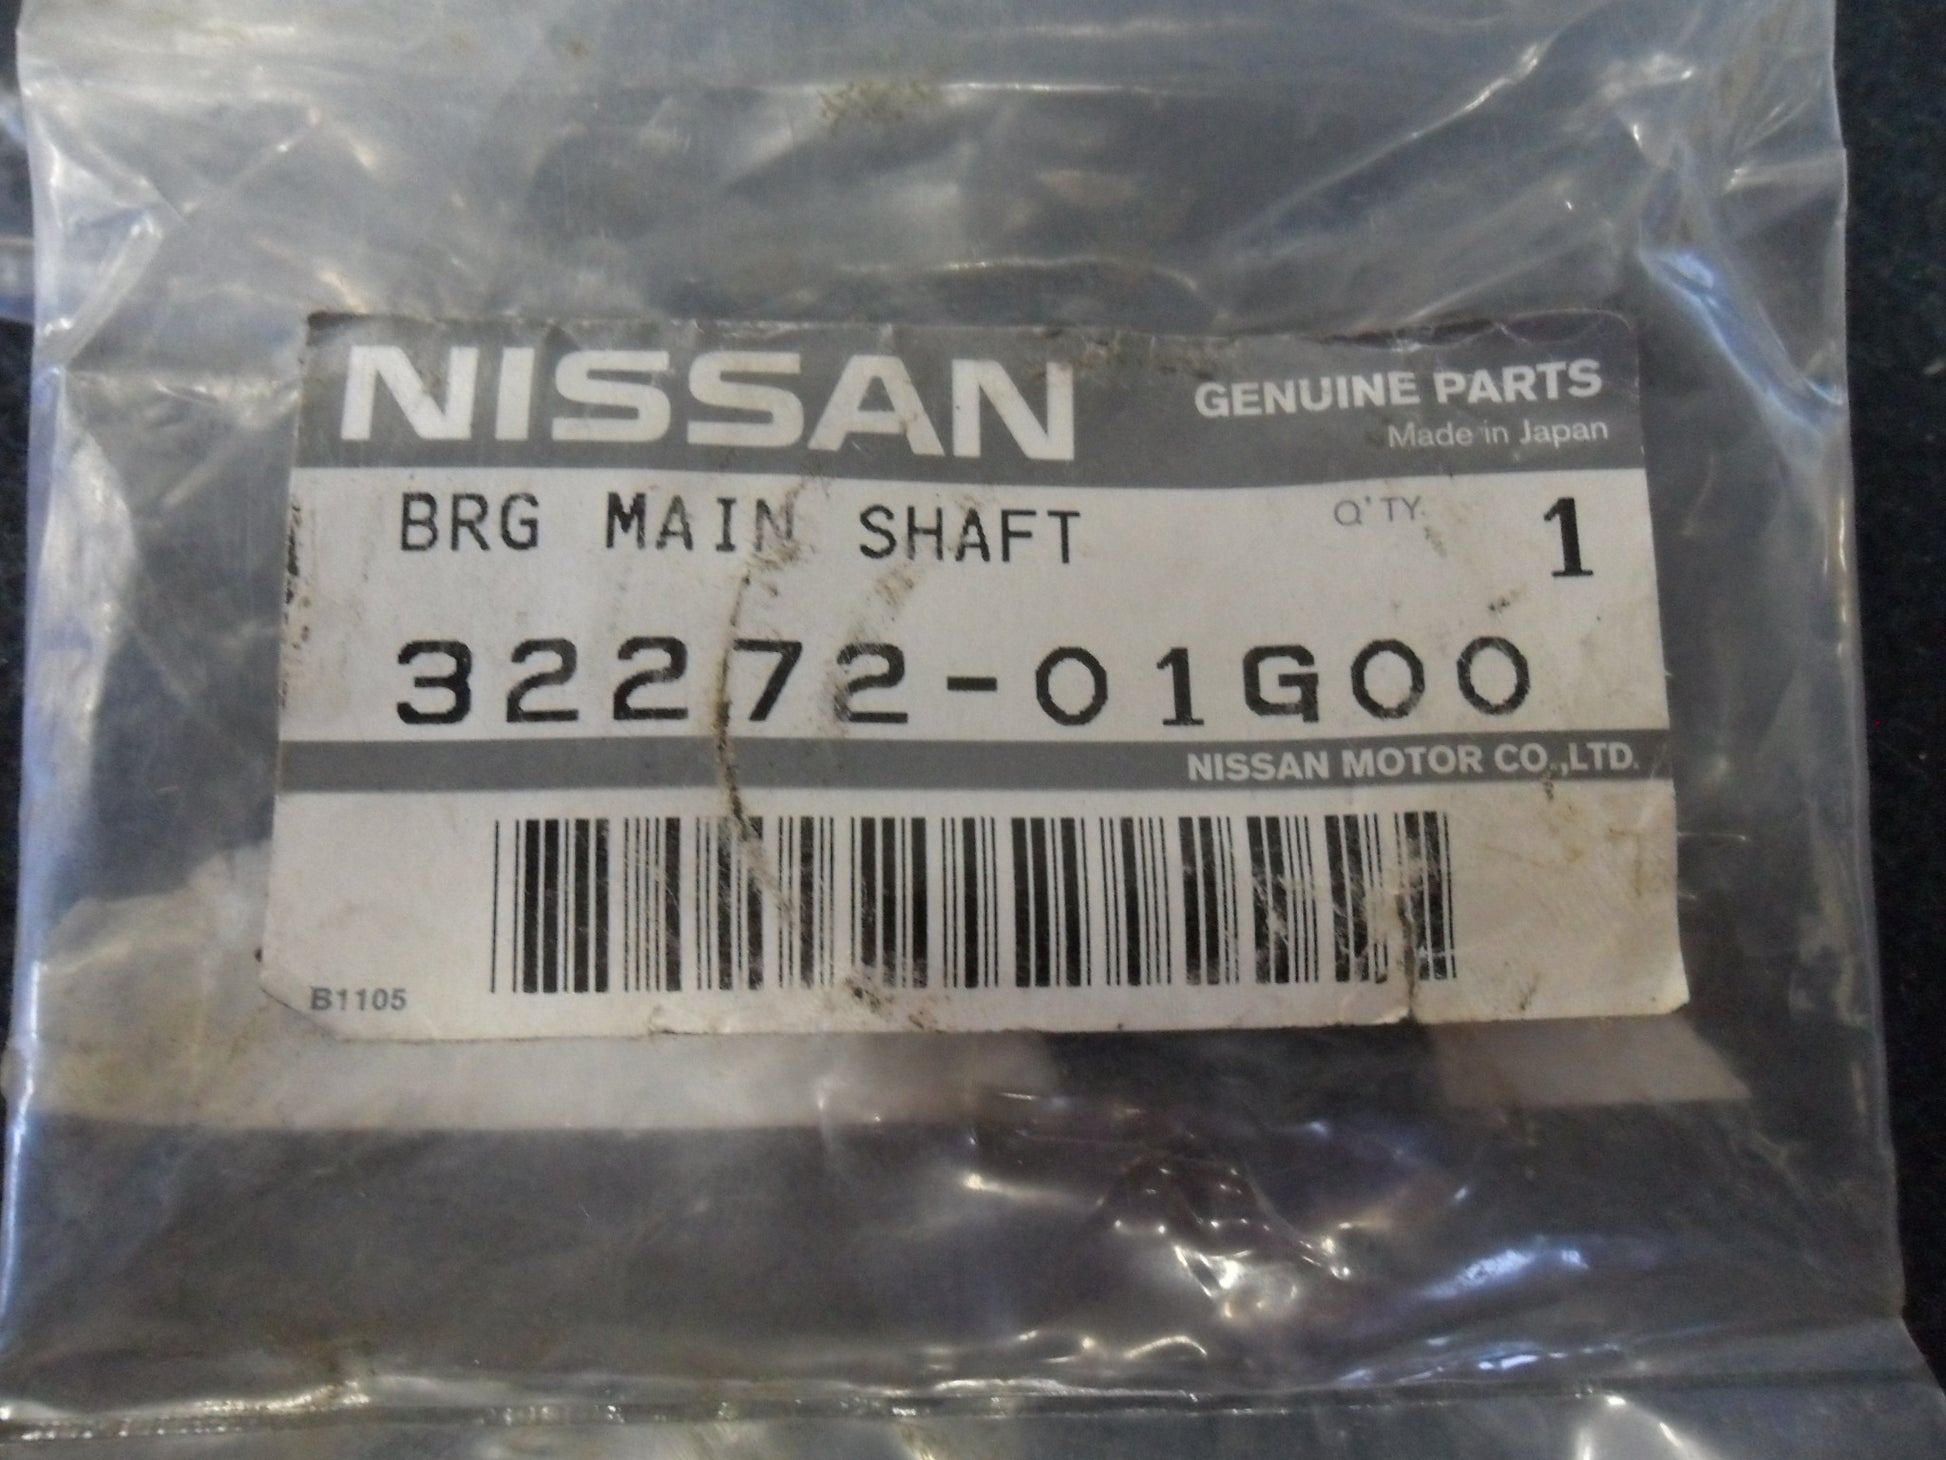 NISSAN
GENUINE PARTS
Made in Japan
BRG MAIN SHAFT
Q'TY. 1
32272-01G00
NISSAN MOTOR CO.,LTD.
B1105